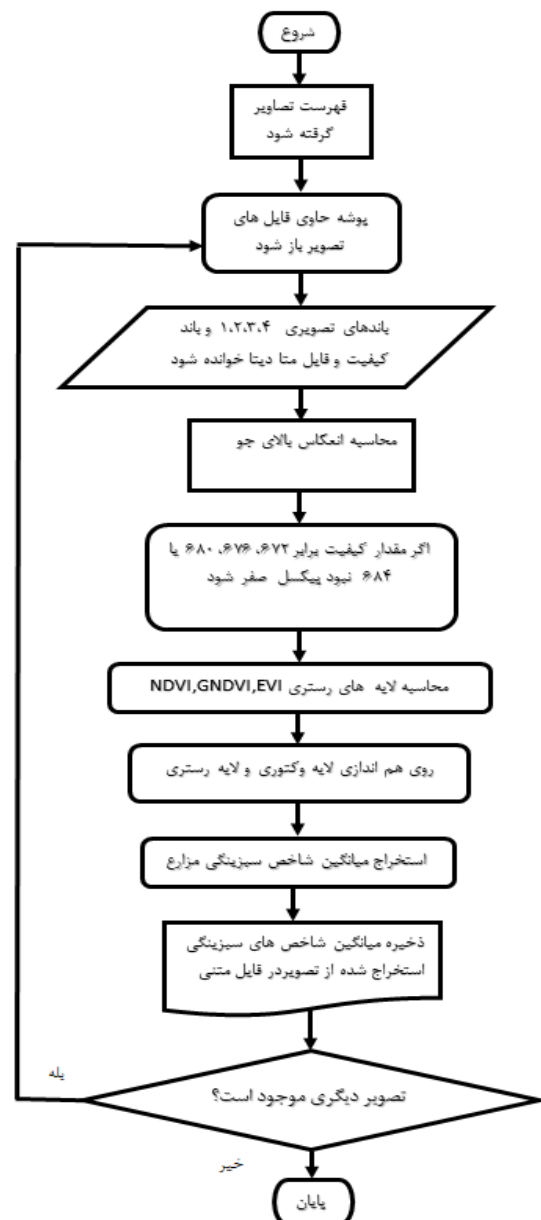 شروع
فهرست تصاویر
گرفته شود
پوشه حاوی فایل های
تصویر باز شود
باندهای تصویری ۱،۲،۳،۴ و باند
کیفیت و فایل متا دیتا خوانده شود
محاسبه انعکاس بالای جو
اگر مقدار کیفیت برابر ۶۷۲، ۶۷۶، ۶۸۰ یا
۶۸۴ نبود پیکسل صفر شود
محاسبه لایه های رستری NDVI,GNDVI,EVI
روی هم اندازی لایه وکتوری و لایه رستری
استخراج میانگین شاخص سبزینگی مزارع
ذخیره میانگین شاخص های سبزینگی
استخراج شده از تصویردر فایل متنی
تصویر دیگری موجود است؟
بله
خیر
پایان